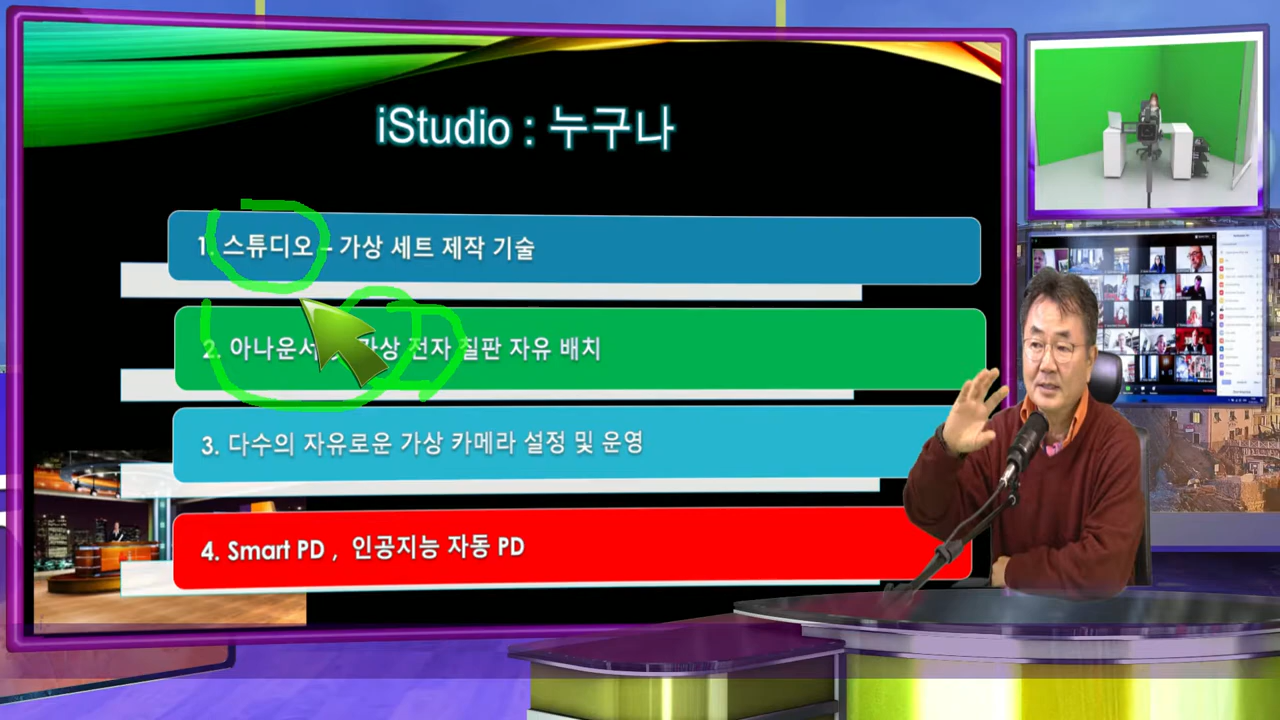 iStudio : 누구나
1. 스튜디오 – 가상 세트 제작 기술
2. 아나운서 가상 전자 칠판 자유 배치
3. 다수의 자유로운 가상 카메라 설정 및 운영
4. Smart PD , 인공지능 자동 PD